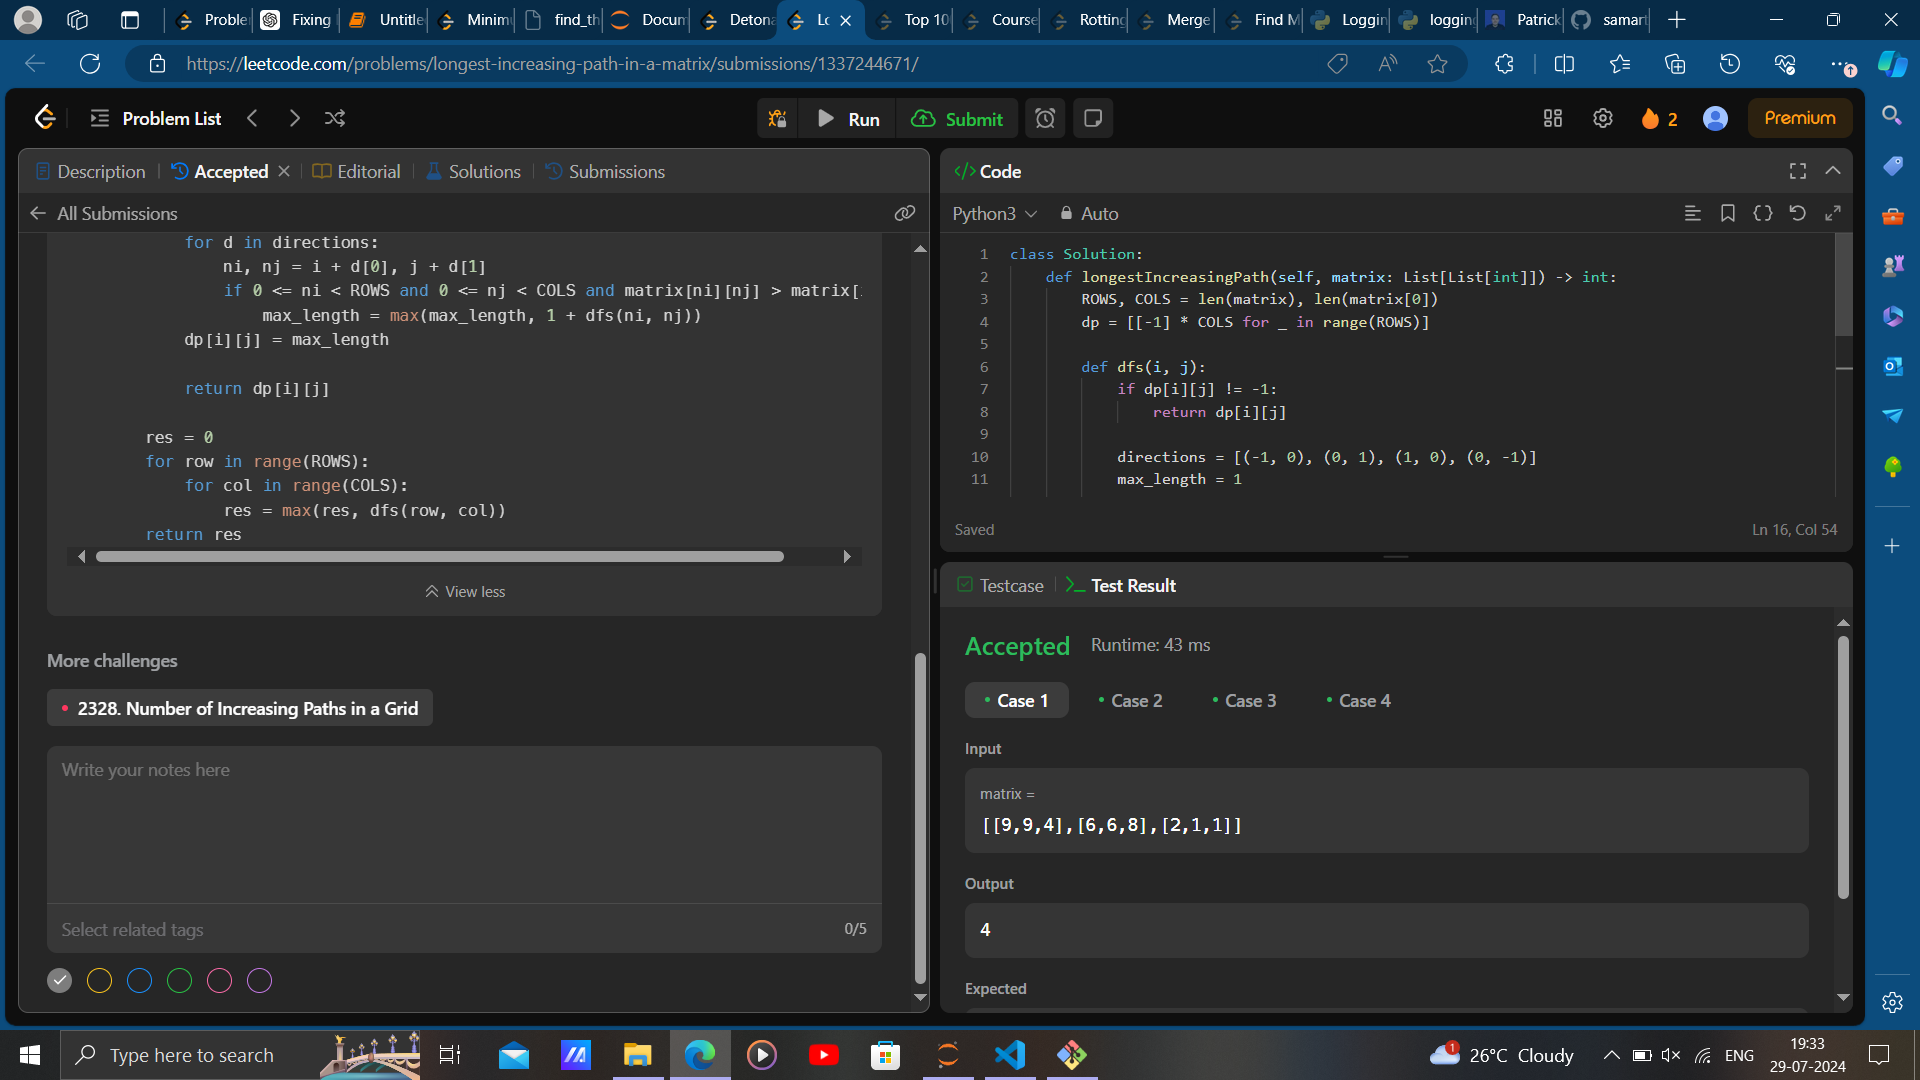 Proble
Fixing
Untitle
Minim
find_th
Docum
Detona
Lo
Top 10
Course
Rotting
Merge
Find M
Loggin
logging
Patrick
samart
https://leetcode.com/problems/longest-increasing-path-in-a-matrix/submissions/1337244671/
Problem List
Run
Submit
2
Premium
Description
Accepted
Editorial
Solutions
Submissions
All Submissions
for d in directions:
ni, nj = i + d[0], j + d[1]
if 0 <= ni < ROWS and 0 <= nj < COLS and matrix[ni][nj] > matrix[
max_length = max(max_length, 1 + dfs(ni, nj))
dp[i][j] = max_length
return dp[i][j]
res = 0
for row in range(ROWS):
for col in range(COLS):
res = max(res, dfs(row, col))
return res
View less
More challenges
2328. Number of Increasing Paths in a Grid
Write your notes here
Select related tags
0/5
</> Code
Python3
Auto
1 class Solution:
2 def longestIncreasingPath(self, matrix: List[List[int]]) -> int:
3 ROWS, COLS = len(matrix), len(matrix[0])
4 dp = [[-1] * COLS for _ in range(ROWS)]
5
6 def dfs(i, j):
7 if dp[i][j] != -1:
8 return dp[i][j]
9
10 directions = [(-1, 0), (0, 1), (1, 0), (0, -1)]
11 max_length = 1
Saved
Ln 16, Col 54
Testcase
Test Result
Accepted
Runtime: 43 ms
Case 1
Case 2
Case 3
Case 4
Input
matrix =
[[9,9,4],[6,6,8],[2,1,1]]
Output
4
Expected
Type here to search
1
26°C Cloudy
ENG
19:33
29-07-2024